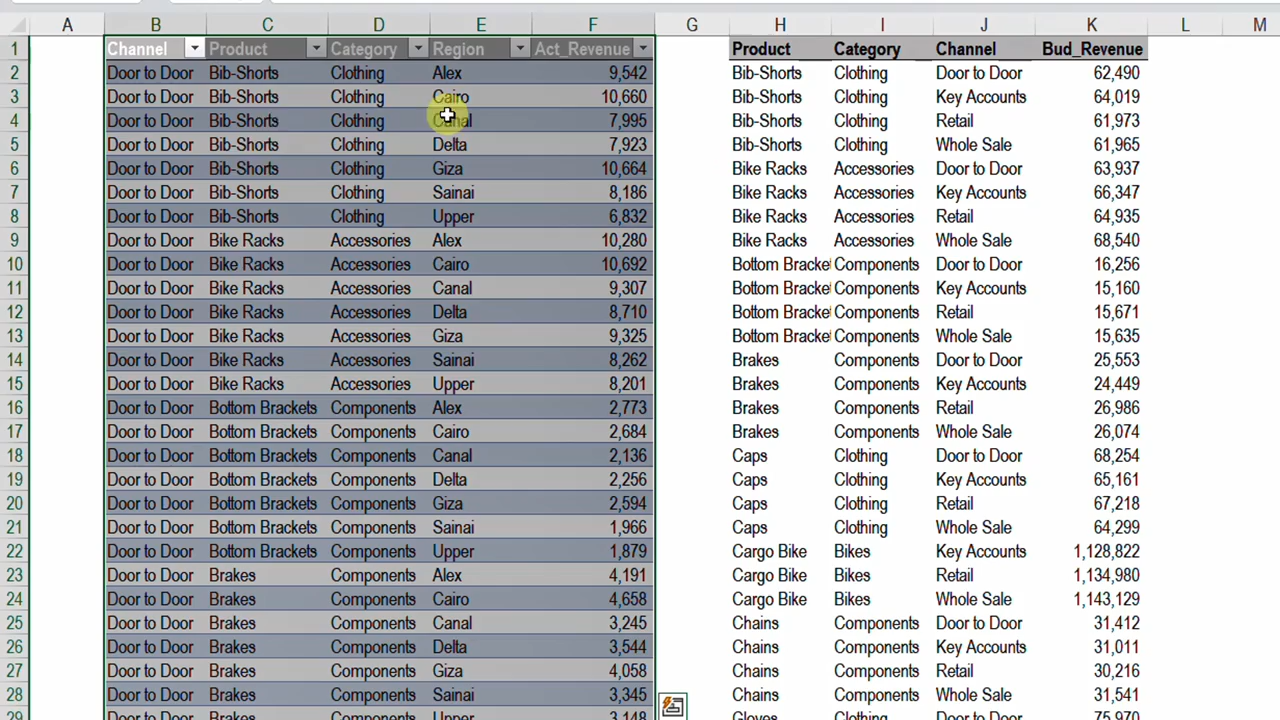 A B C D E F G H I J K L M
1 Channel Product Category Region Act_Revenue Product Category Channel Bud_Revenue
2 Door to Door Bib-Shorts Clothing Alex 9,542 Bib-Shorts Clothing Door to Door 62,490
3 Door to Door Bib-Shorts Clothing Cairo 10,660 Bib-Shorts Clothing Key Accounts 64,019
4 Door to Door Bib-Shorts Clothing Canal 7,995 Bib-Shorts Clothing Retail 61,973
5 Door to Door Bib-Shorts Clothing Delta 7,923 Bib-Shorts Clothing Whole Sale 61,965
6 Door to Door Bib-Shorts Clothing Giza 10,664 Bike Racks Accessories Door to Door 63,937
7 Door to Door Bib-Shorts Clothing Sainai 8,186 Bike Racks Accessories Key Accounts 66,347
8 Door to Door Bib-Shorts Clothing Upper 6,832 Bike Racks Accessories Retail 64,935
9 Door to Door Bike Racks Accessories Alex 10,280 Bike Racks Accessories Whole Sale 68,540
10 Door to Door Bike Racks Accessories Cairo 10,692 Bottom Bracket Components Door to Door 16,256
11 Door to Door Bike Racks Accessories Canal 9,307 Bottom Bracket Components Key Accounts 15,160
12 Door to Door Bike Racks Accessories Delta 8,710 Bottom Bracket Components Retail 15,671
13 Door to Door Bike Racks Accessories Giza 9,325 Bottom Bracket Components Whole Sale 15,635
14 Door to Door Bike Racks Accessories Sainai 8,262 Brakes Components Door to Door 25,553
15 Door to Door Bike Racks Accessories Upper 8,201 Brakes Components Key Accounts 24,449
16 Door to Door Bottom Brackets Components Alex 2,773 Brakes Components Retail 26,986
17 Door to Door Bottom Brackets Components Cairo 2,684 Brakes Components Whole Sale 26,074
18 Door to Door Bottom Brackets Components Canal 2,136 Caps Clothing Door to Door 68,254
19 Door to Door Bottom Brackets Components Delta 2,256 Caps Clothing Key Accounts 65,161
20 Door to Door Bottom Brackets Components Giza 2,594 Caps Clothing Retail 67,218
21 Door to Door Bottom Brackets Components Sainai 1,966 Caps Clothing Whole Sale 64,299
22 Door to Door Bottom Brackets Components Upper 1,879 Cargo Bike Bikes Key Accounts 1,128,822
23 Door to Door Brakes Components Alex 4,191 Cargo Bike Bikes Retail 1,134,980
24 Door to Door Brakes Components Cairo 4,658 Cargo Bike Bikes Whole Sale 1,143,129
25 Door to Door Brakes Components Canal 3,245 Chains Components Door to Door 31,412
26 Door to Door Brakes Components Delta 3,544 Chains Components Key Accounts 31,011
27 Door to Door Brakes Components Giza 4,058 Chains Components Retail 30,216
28 Door to Door Brakes Components Sainai 3,345 Chains Components Whole Sale 31,541
29 Door to Door Brakes Components Upper 3,148 Gloves Clothing Door to Door 75,970